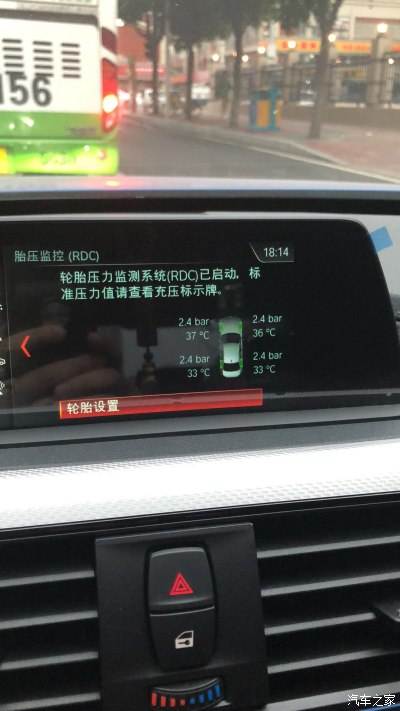 156
胎压监控 (RDC)
18:14
轮胎压力监测系统(RDC)已启动, 标
准压力值请查看充压标示牌。
2.4 bar 2.4 bar
37 ℃ 36 ℃
2.4 bar 2.4 bar
33 ℃ 33 ℃
轮胎设置
汽车之家